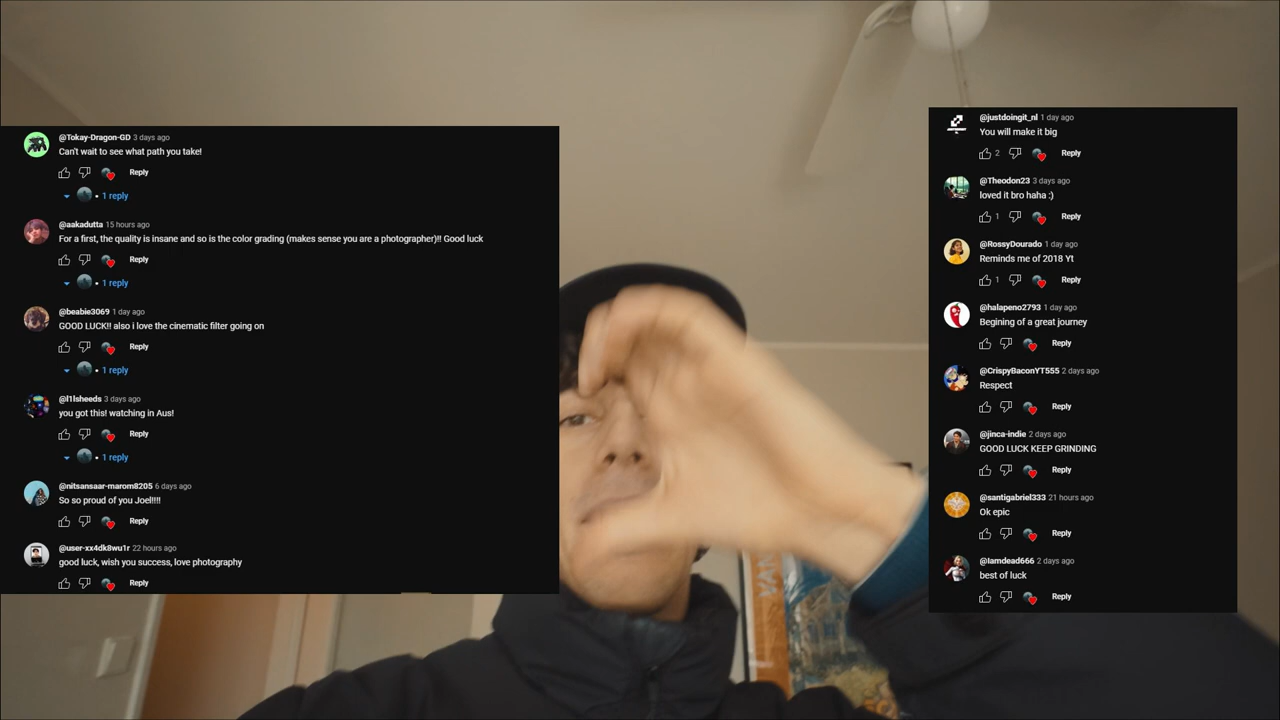 @Tokay-Dragon-GD 3 days ago
Can't wait to see what path you take!
Reply
1 reply
@aakadutta 15 hours ago
For a first, the quality is insane and so is the color grading (makes sense you are a photographer)!! Good luck
Reply
1 reply
@beabie3069 1 day ago
GOOD LUCK!! also i love the cinematic filter going on
Reply
1 reply
@l1lsheeds 3 days ago
you got this! watching in Aus!
Reply
1 reply
@nitsansaar-marom8205 6 days ago
So so proud of you Joel!!!!
Reply
@user-xx4dk8wu1r 22 hours ago
good luck, wish you success, love photography
Reply
@justdoingit_nl 1 day ago
You will make it big
2 Reply
@Theodon23 3 days ago
loved it bro haha :)
1 Reply
@RossyDourado 1 day ago
Reminds me of 2018 Yt
1 Reply
@halapeno2793 1 day ago
Begining of a great journey
Reply
@CrispyBaconYT555 2 days ago
Respect
Reply
@jinca-indie 2 days ago
GOOD LUCK KEEP GRINDING
Reply
@santigabriel333 21 hours ago
Ok epic
Reply
@Iamdead666 2 days ago
best of luck
Reply
VAN